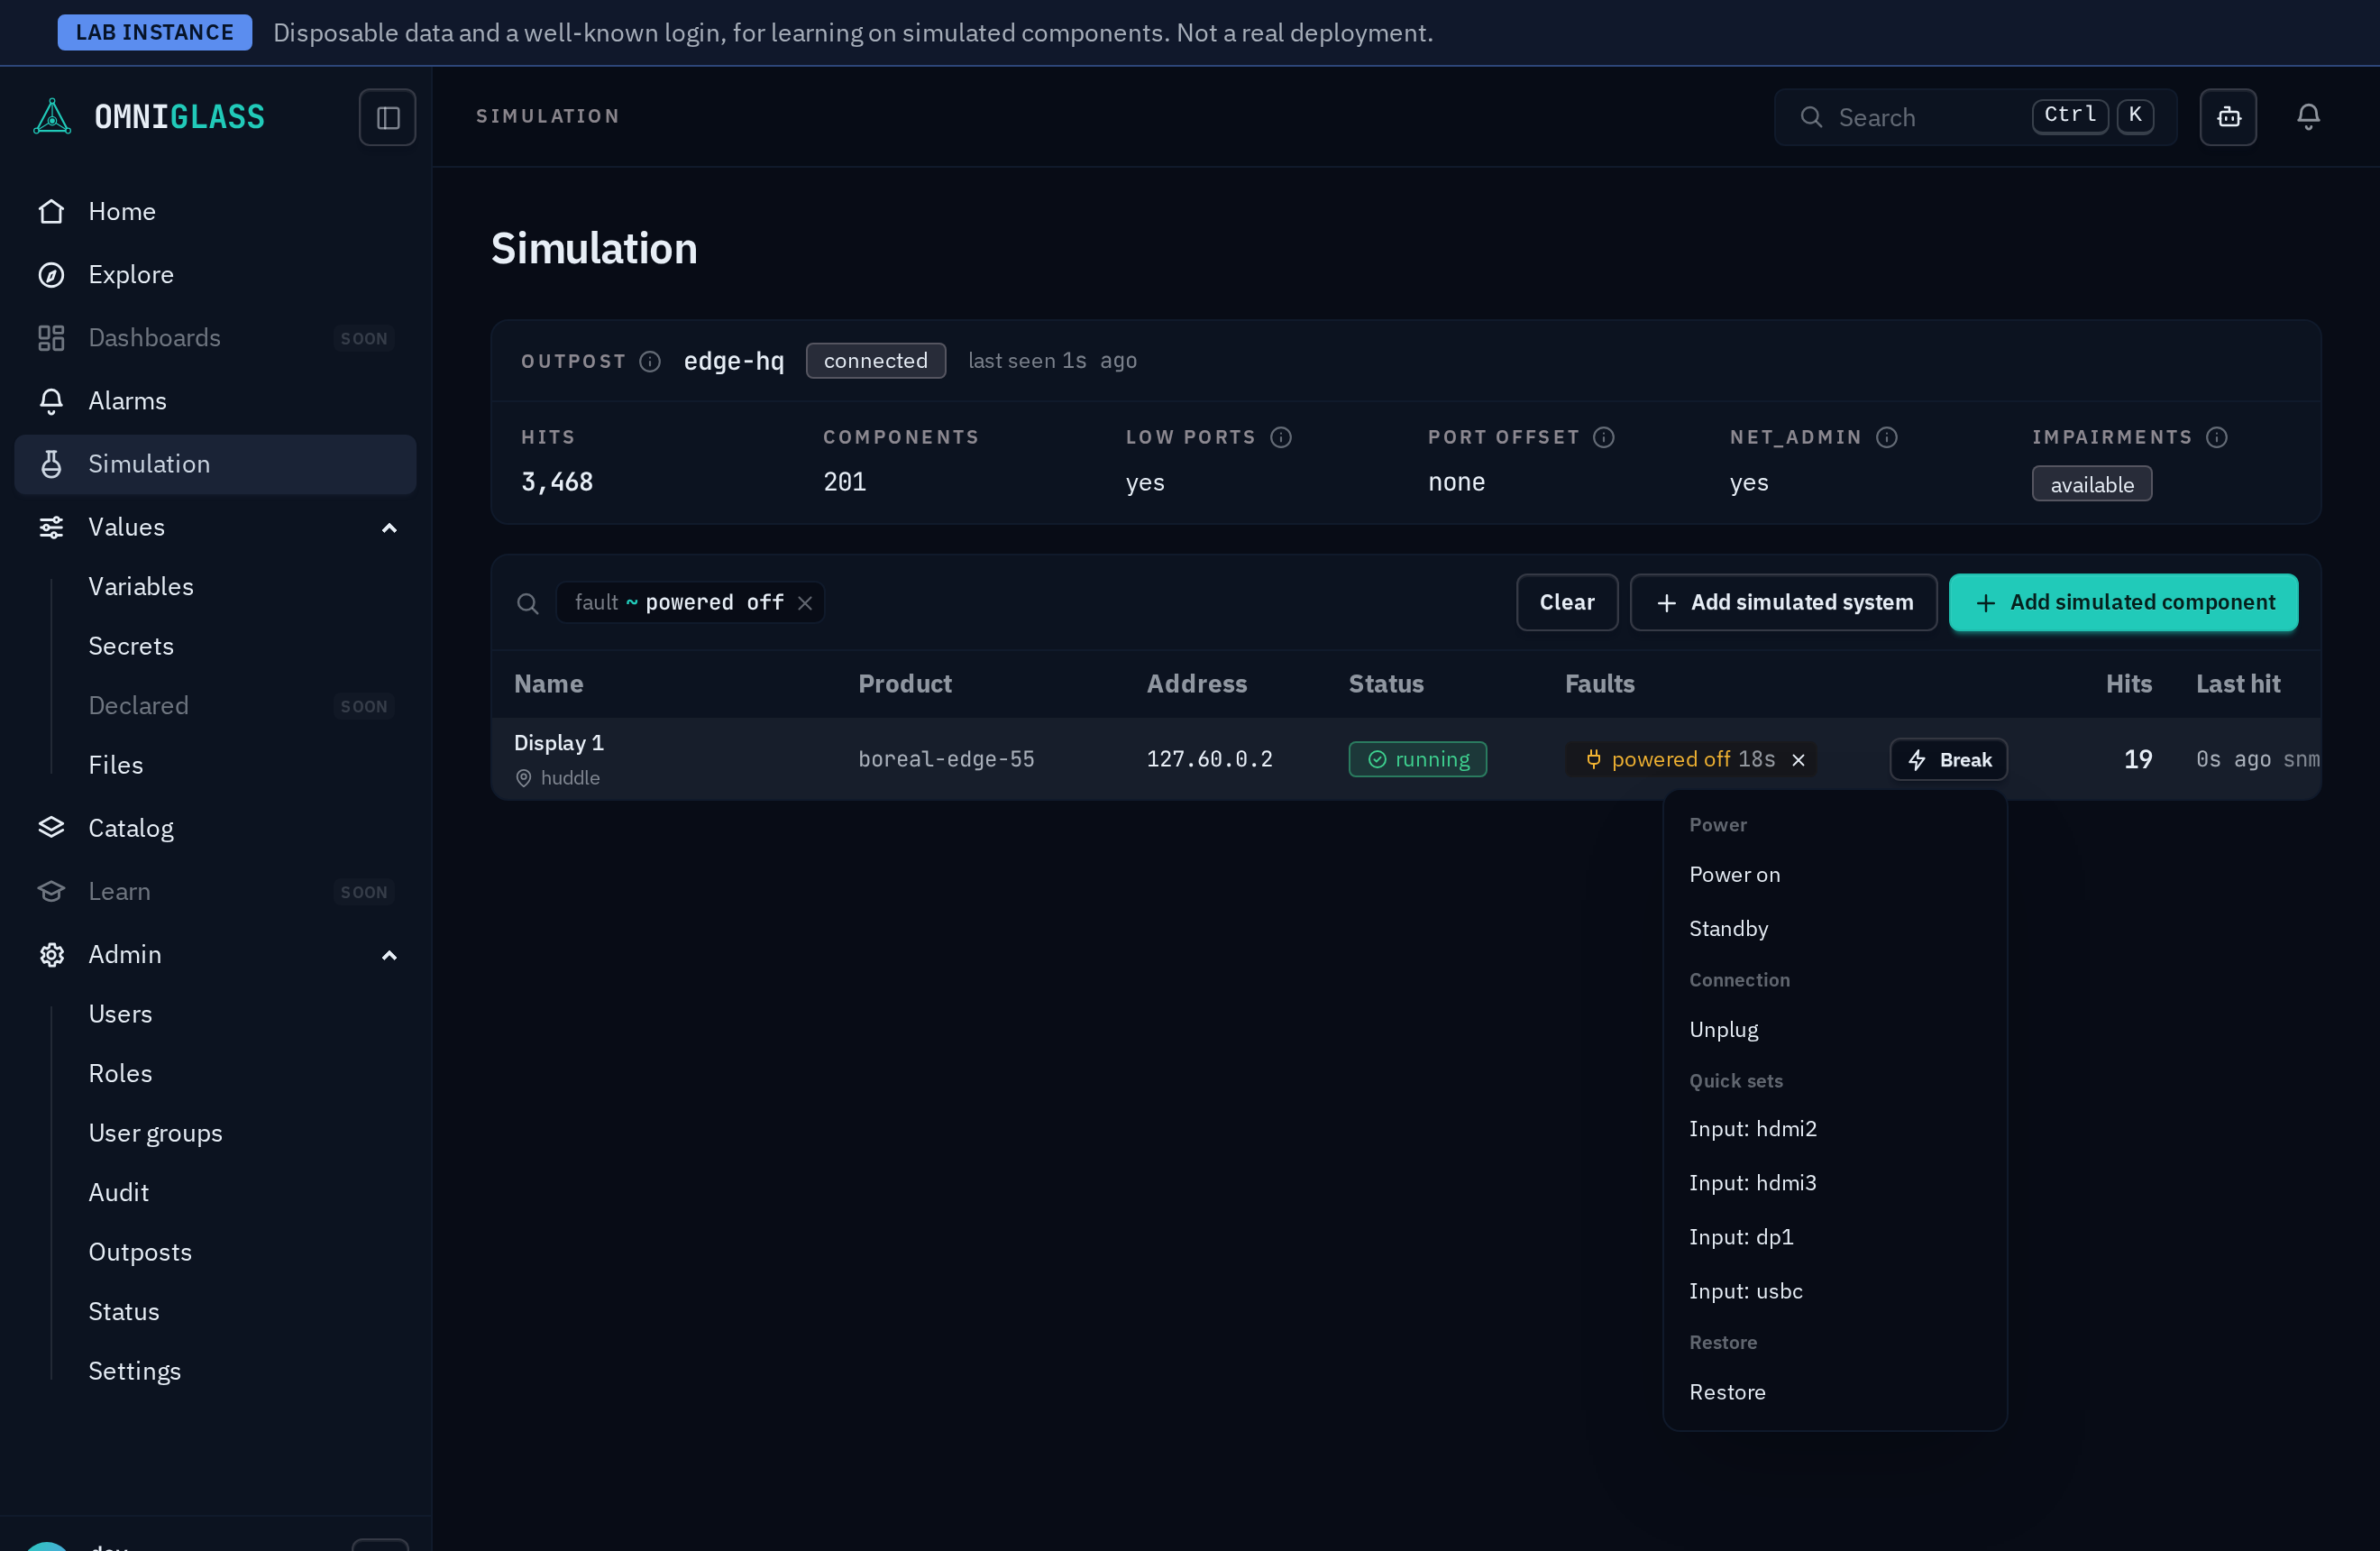 LAB INSTANCE Disposable data and a well-known login, for learning on simulated components. Not a real deployment.
OMNIGLASS
SIMULATION
Search Ctrl K
Home
Explore
Dashboards SOON
Alarms
Simulation
Values
Variables
Secrets
Declared SOON
Files
Catalog
Learn SOON
Admin
Users
Roles
User groups
Audit
Outposts
Status
Settings
Simulation
OUTPOST edge-hq connected last seen 1s ago
HITS COMPONENTS LOW PORTS PORT OFFSET NET_ADMIN IMPAIRMENTS
3,468 201 yes none yes available
fault ~ powered off Clear Add simulated system Add simulated component
Name Product Address Status Faults Hits Last hit
Display 1 boreal-edge-55 127.60.0.2 running powered off 18s Break 19 0s ago snm
huddle
Power
Power on
Standby
Connection
Unplug
Quick sets
Input: hdmi2
Input: hdmi3
Input: dp1
Input: usbc
Restore
Restore